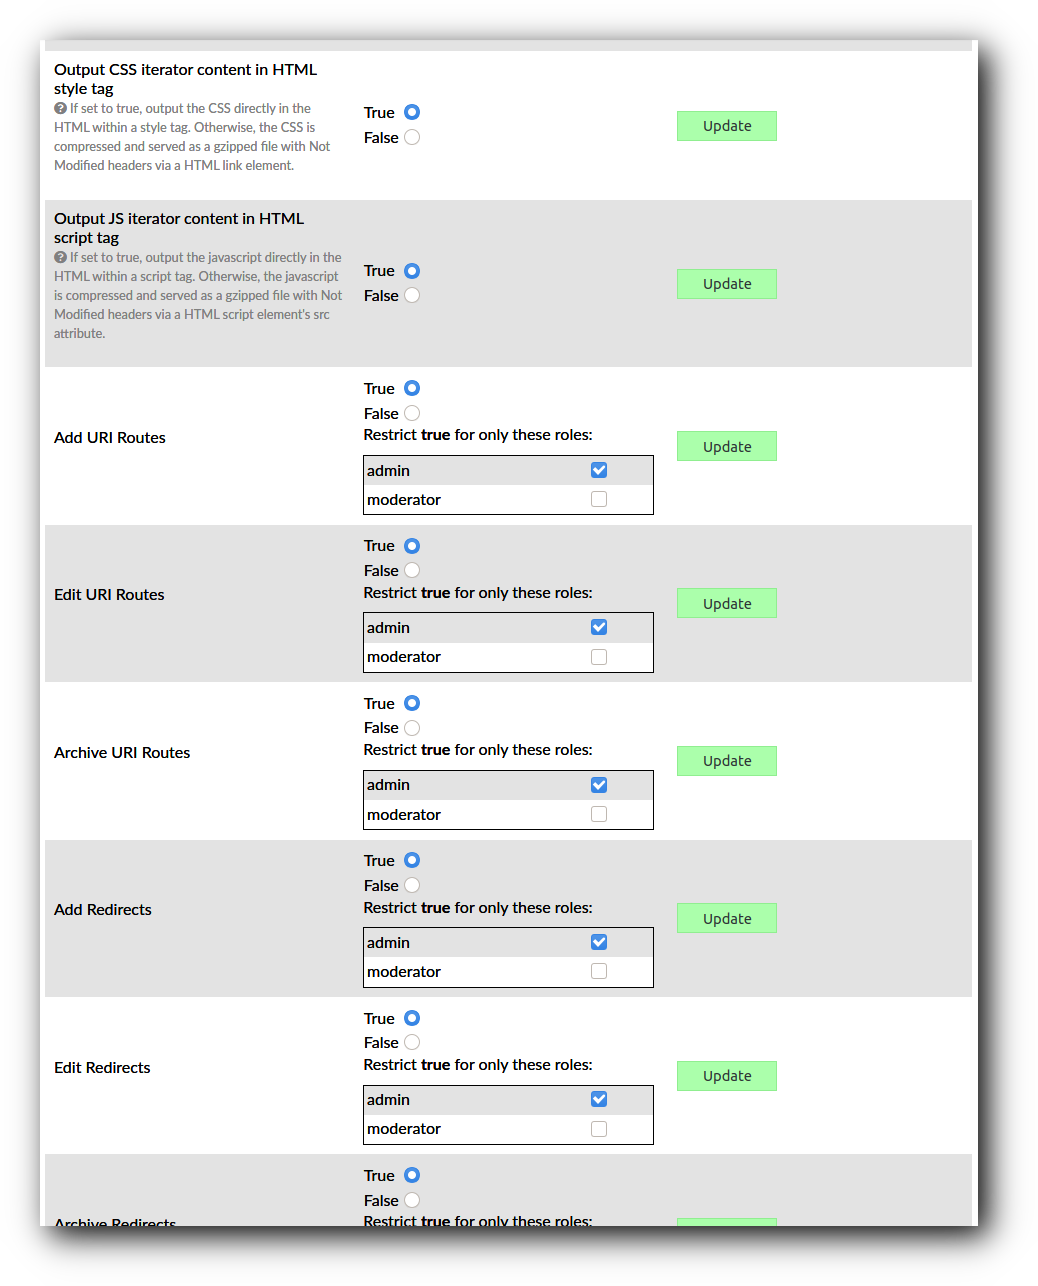 Output CSS iterator content in HTML
style tag
If set to true, output the CSS directly in the
HTML within a style tag. Otherwise, the CSS is
compressed and served as a gzipped file with Not
Modified headers via a HTML link element.
True
False
Update
Output JS iterator content in HTML
script tag
If set to true, output the javascript directly in the
HTML within a script tag. Otherwise, the javascript
is compressed and served as a gzipped file with Not
Modified headers via a HTML script element's src
attribute.
True
False
Update
Add URI Routes
True
False
Restrict true for only these roles:
admin
moderator
Update
Edit URI Routes
True
False
Restrict true for only these roles:
admin
moderator
Update
Archive URI Routes
True
False
Restrict true for only these roles:
admin
moderator
Update
Add Redirects
True
False
Restrict true for only these roles:
admin
moderator
Update
Edit Redirects
True
False
Restrict true for only these roles:
admin
moderator
Update
Archive Redirects
True
False
Restrict true for only these roles: